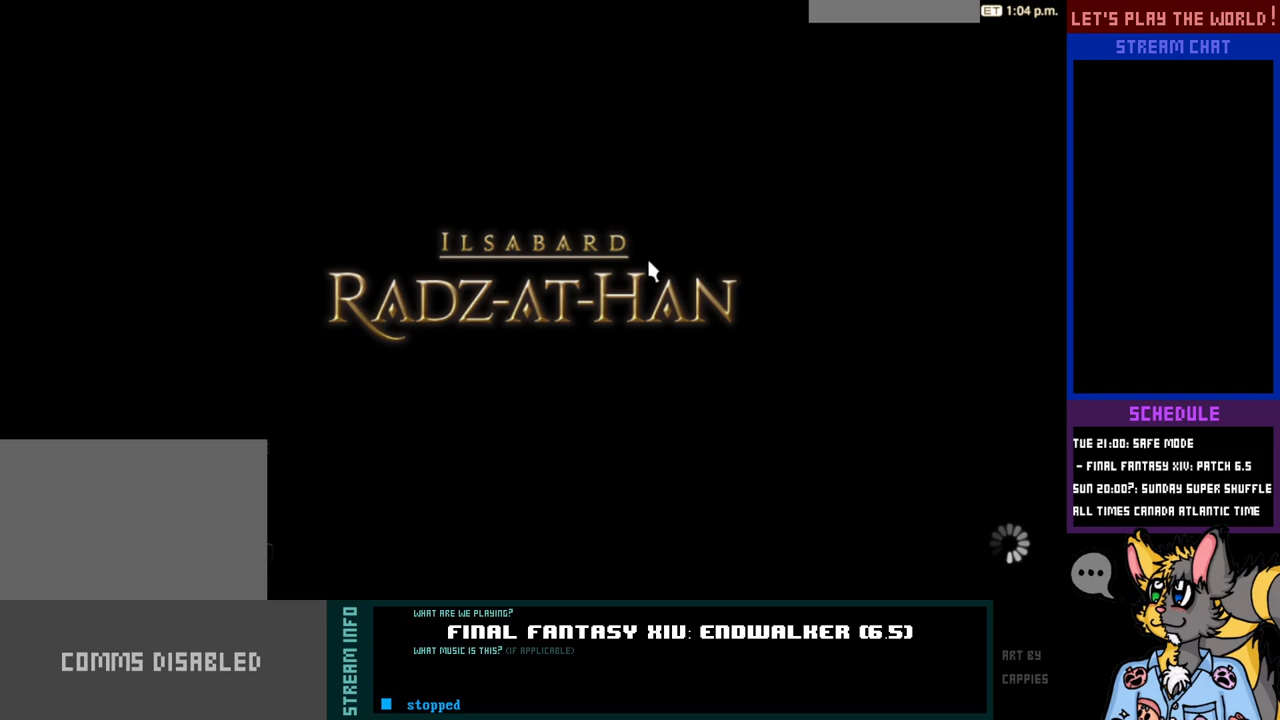 ET 1:04 p.m.
LET'S PLAY THE WORLD!
STREAM CHAT
ILSABARD
RADZ-AT-HAN
SCHEDULE
TUE 21:00: SAFE MODE
- FINAL FANTASY XIV: PATCH 6.5
SUN 20:00?: SUNDAY SUPER SHUFFLE
ALL TIMES CANADA ATLANTIC TIME
COMMS DISABLED
STREAM INFO
WHAT ARE WE PLAYING?
FINAL FANTASY XIV: ENDWALKER (6.5)
WHAT MUSIC IS THIS? (IF APPLICABLE)
stopped
ART BY
CAPPIES